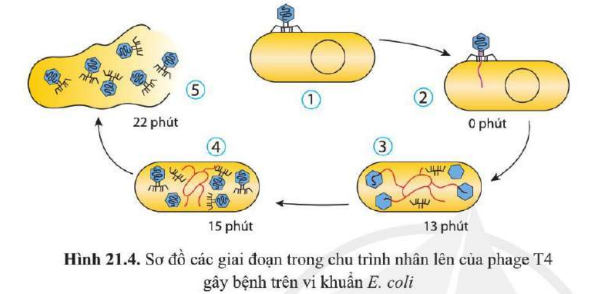 ①
②
0 phút
③
13 phút
④
15 phút
⑤
22 phút
Hình 21.4. Sơ đồ các giai đoạn trong chu trình nhân lên của phage T4
gây bệnh trên vi khuẩn E. coli